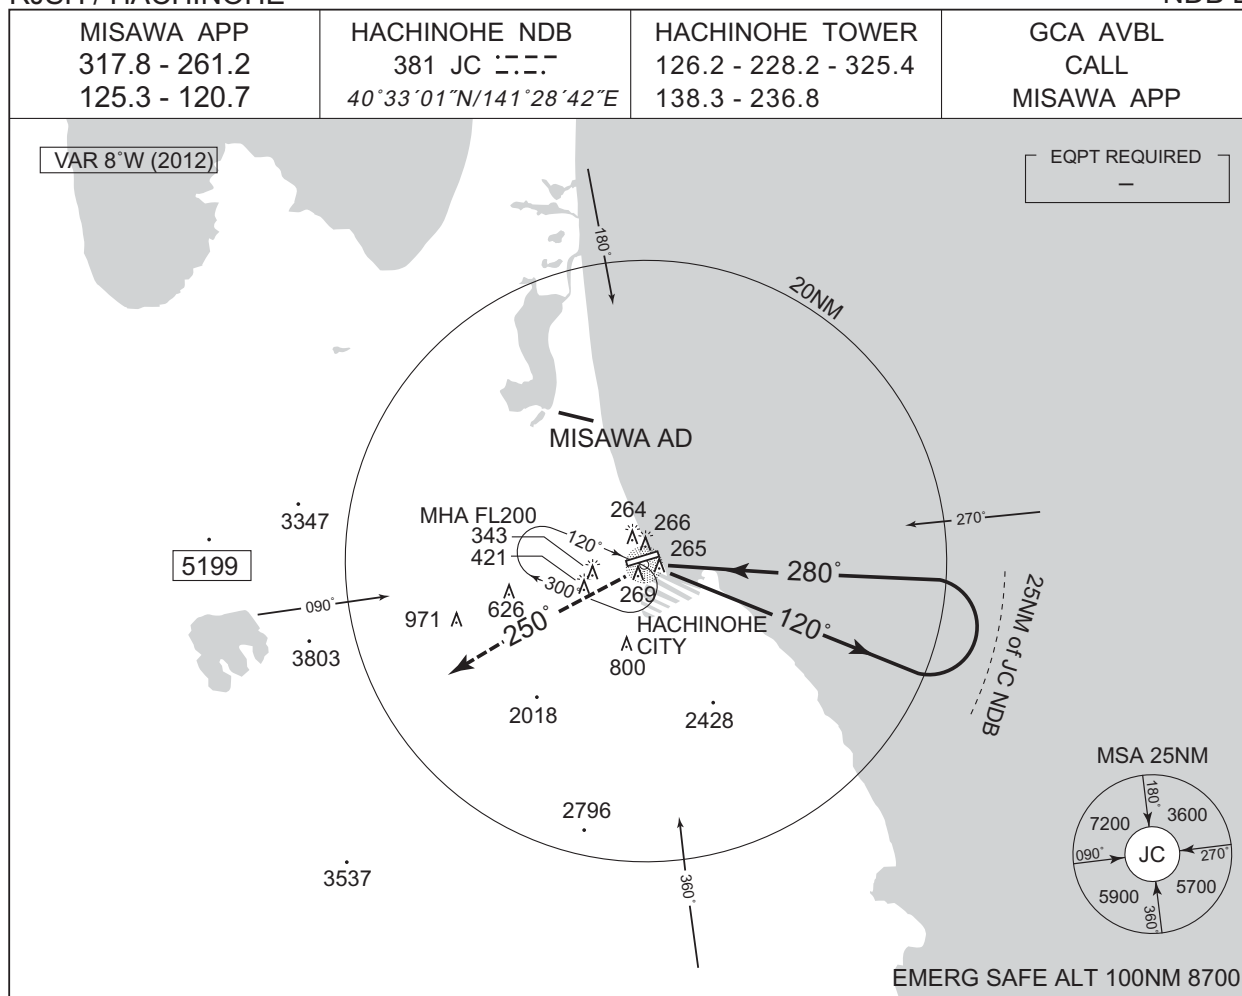 MISAWA APP
317.8 - 261.2
125.3 - 120.7
HACHINOHE NDB
381 JC
40°33´01˝N/141°28´42˝E
HACHINOHE TOWER
126.2 - 228.2 - 325.4
138.3 - 236.8
GCA AVBL
CALL
MISAWA APP
VAR 8°W (2012)
EQPT REQUIRED
–
180°
20NM
MISAWA AD
3347
MHA FL200
343
421
120°
264
266
265
270°
5199
300°
269
280°
090°
971
626
250°
HACHINOHE
CITY
120°
25NM of JC NDB
3803
800
2018
2428
2796
3537
360°
MSA 25NM
180°
7200
3600
090°
JC
270°
5900
5700
360°
EMERG SAFE ALT 100NM 8700